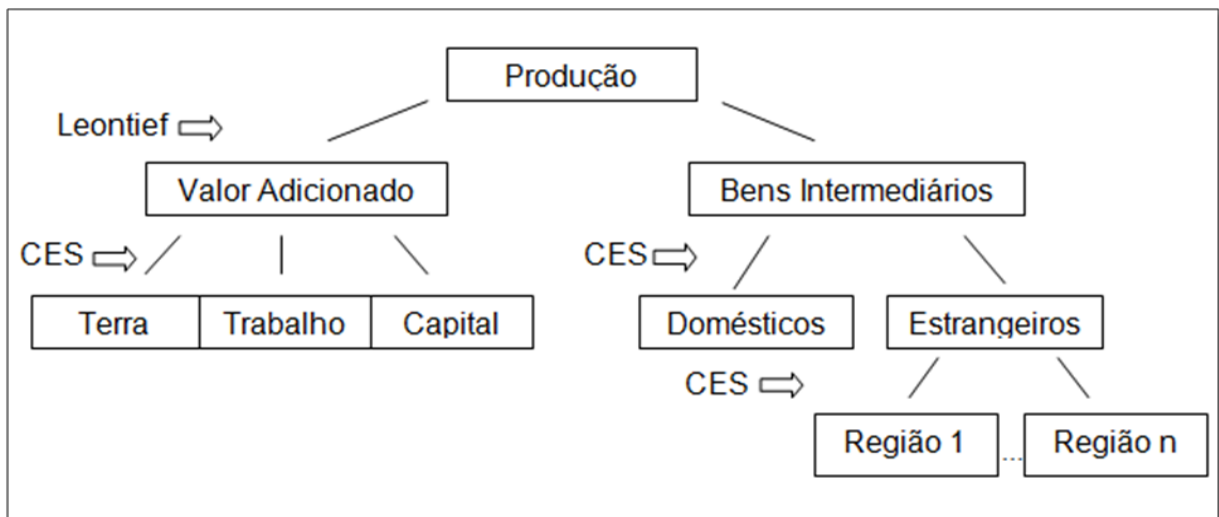 Produção
Leontief
Valor Adicionado
Bens Intermediários
CES
CES
Terra
Trabalho
Capital
Domésticos
Estrangeiros
CES
Região 1
...
Região n